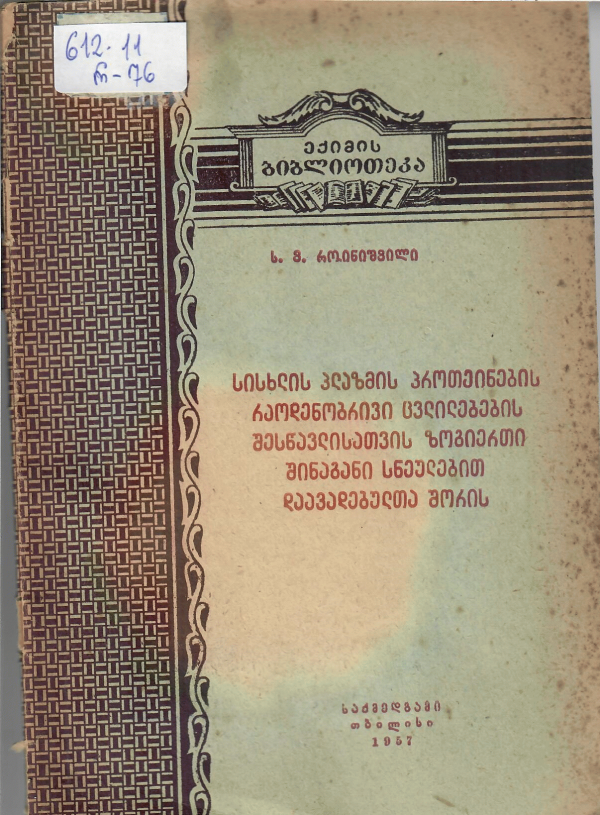 612.11
რ-76
ექიმის
ბიბლიოთეკა
ს. მ. როინიშვილი
სისხლის პლაზმის პროთეინების
რაოდენობრივი ცვლილებების
შესწავლისათვის ზოგიერთი
შინაგანი სნეულებით
დაავადებულთა შორის
საქმედგამი
თბილისი
1957